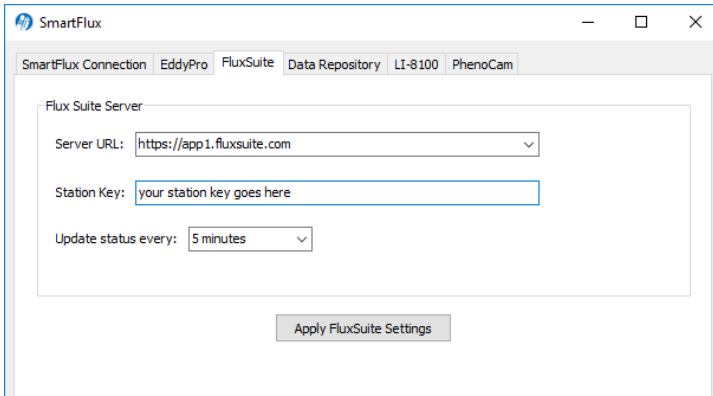 SmartFlux
SmartFlux Connection EddyPro FluxSuite Data Repository LI-8100 PhenoCam
Flux Suite Server
Server URL: https://app1.fluxsuite.com
Station Key: your station key goes here
Update status every: 5 minutes
Apply FluxSuite Settings